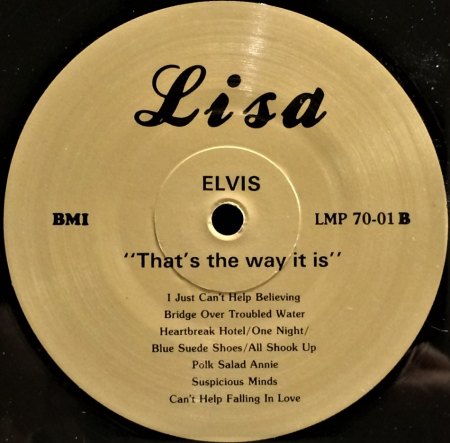 Lisa
ELVIS
BMI
LMP 70-01 B
"That's the way it is"
I Just Can't Help Believing
Bridge Over Troubled Water
Heartbreak Hotel/One Night/
Blue Suede Shoes/All Shook Up
Polk Salad Annie
Suspicious Minds
Can't Help Falling In Love